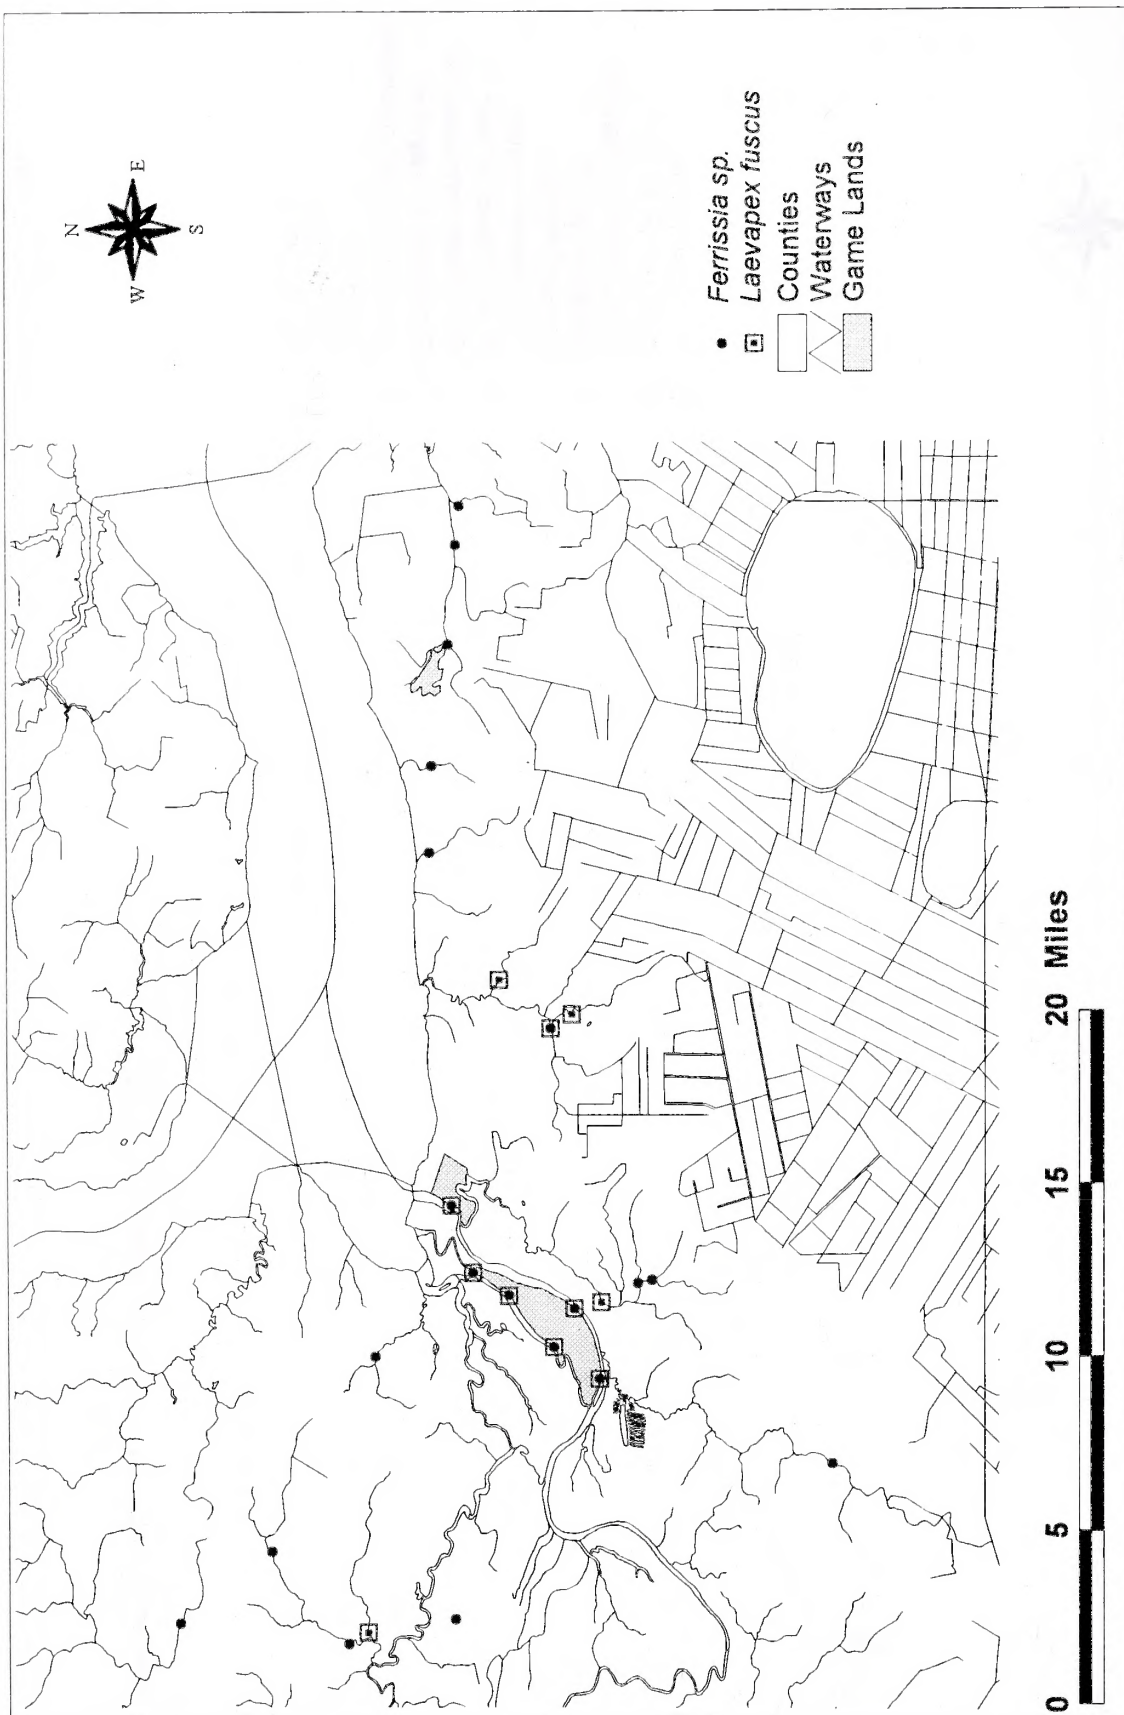 N
W E
S
Ferrissia sp.
Laevapex fuscus
Counties
Waterways
Game Lands
0 5 10 15 20 Miles